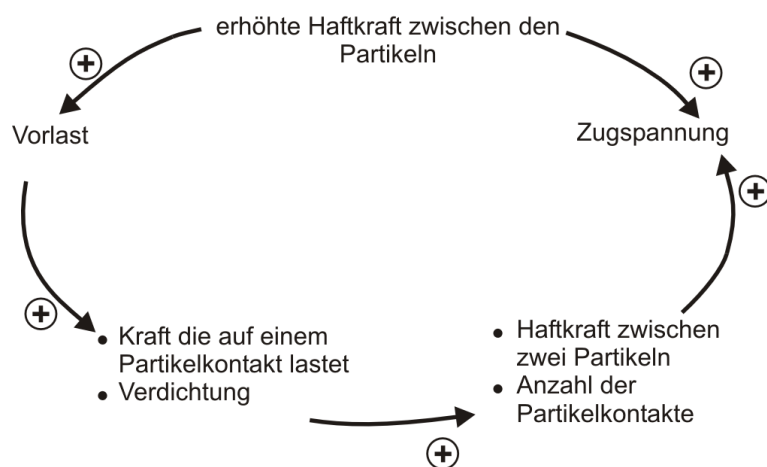 erhöhte Haftkraft zwischen den
Partikeln
+
+
Vorlast
Zugspannung
+
+
• Kraft die auf einem
Partikelkontakt lastet
• Verdichtung
• Haftkraft zwischen
zwei Partikeln
• Anzahl der
Partikelkontakte
+